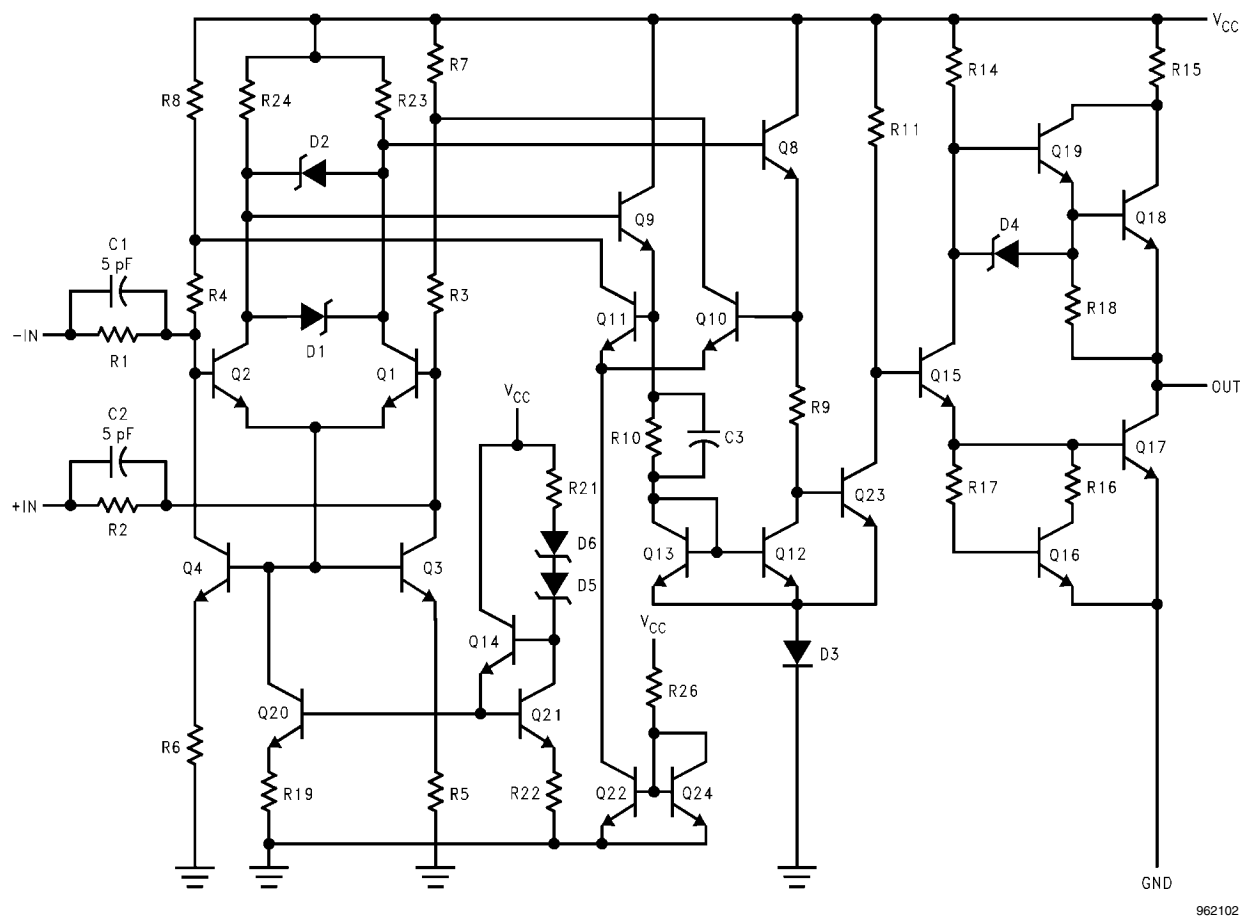 VCC
R7
R14
R15
R8
R24
R23
R11
D2
Q8
Q19
Q9
Q18
C1
5 pF
D4
R4
R3
R18
-IN
R1
D1
Q11
Q10
Q2
Q1
Q15
OUT
C2
5 pF
VCC
R9
R10
C3
Q17
R21
Q23
R17
R16
+IN
R2
D6
Q4
Q3
Q13
Q12
Q16
D5
VCC
Q14
D3
R26
Q20
Q21
R6
R19
R5
R22
Q22
Q24
GND
962102